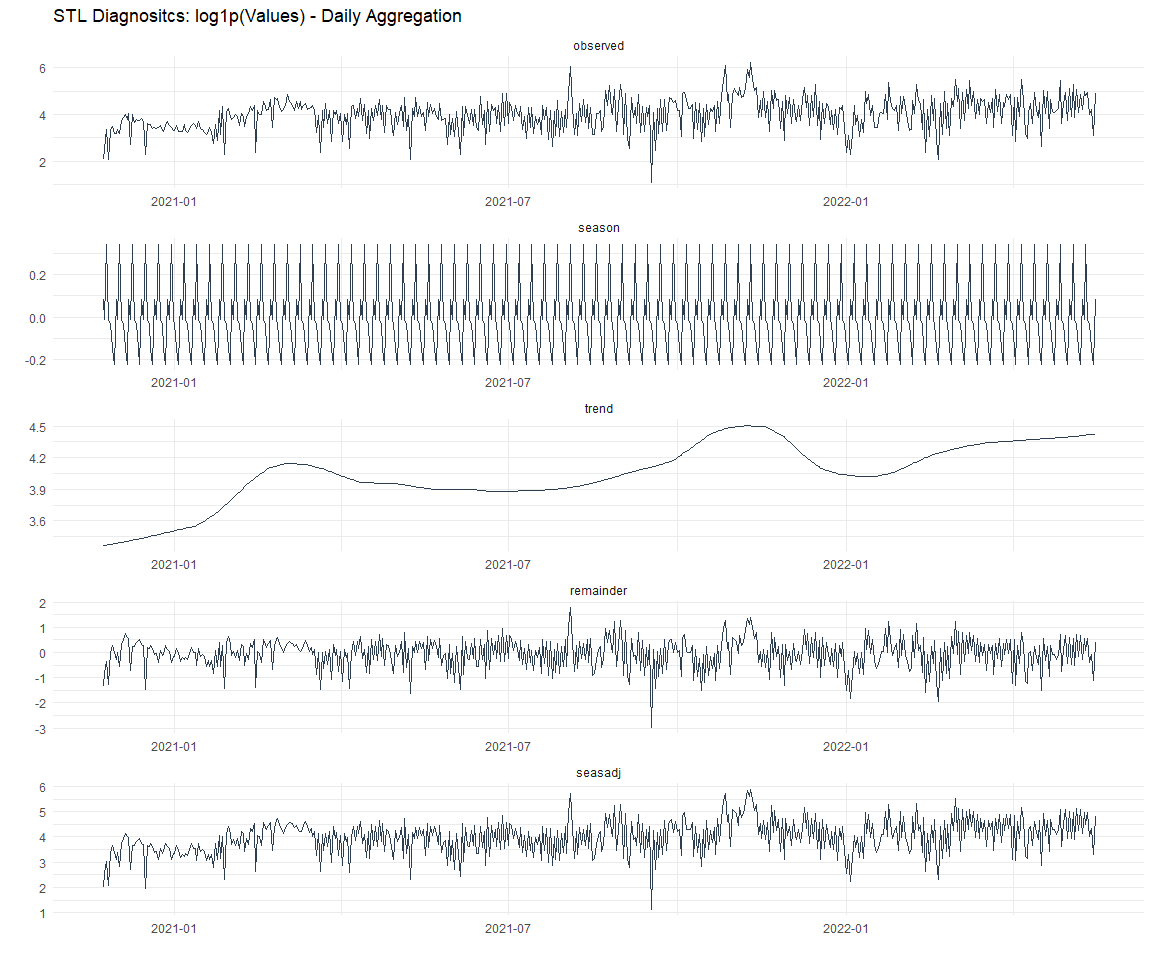 STL Diagnositcs: log1p(Values) - Daily Aggregation
observed
6
4
2
2021-01 2021-07 2022-01
season
0.2
0.0
-0.2
2021-01 2021-07 2022-01
trend
4.5
4.2
3.9
3.6
2021-01 2021-07 2022-01
remainder
2
1
0
-1
-2
-3
2021-01 2021-07 2022-01
seasadj
6
5
4
3
2
1
2021-01 2021-07 2022-01